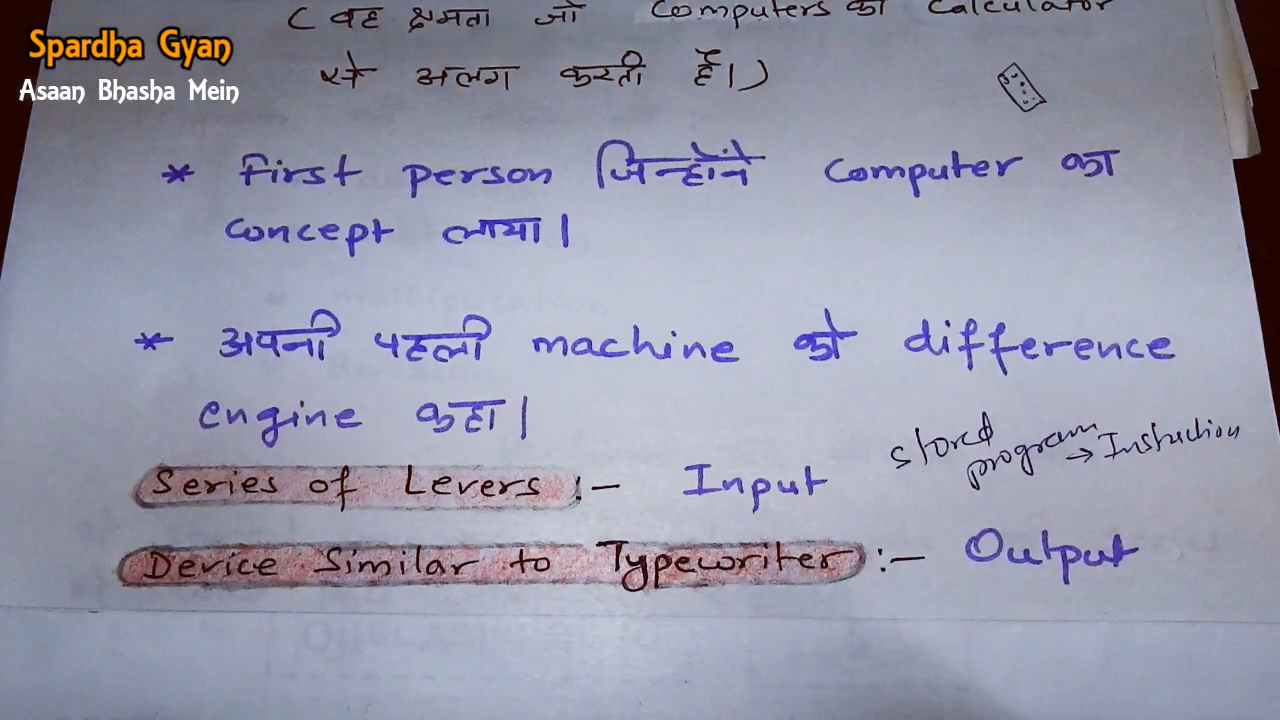 Spardha Gyan
Asaan Bhasha Mein
( वह क्षमता जो Computers को Calculator
से अलग करती है।)
* first person जिन्होंने Computer का
concept लाया।
* अपनी पहली machine को difference
engine कहा।
stored
program → Instuction
Series of Levers :- Input
Device Similar to Typewriter :- Output